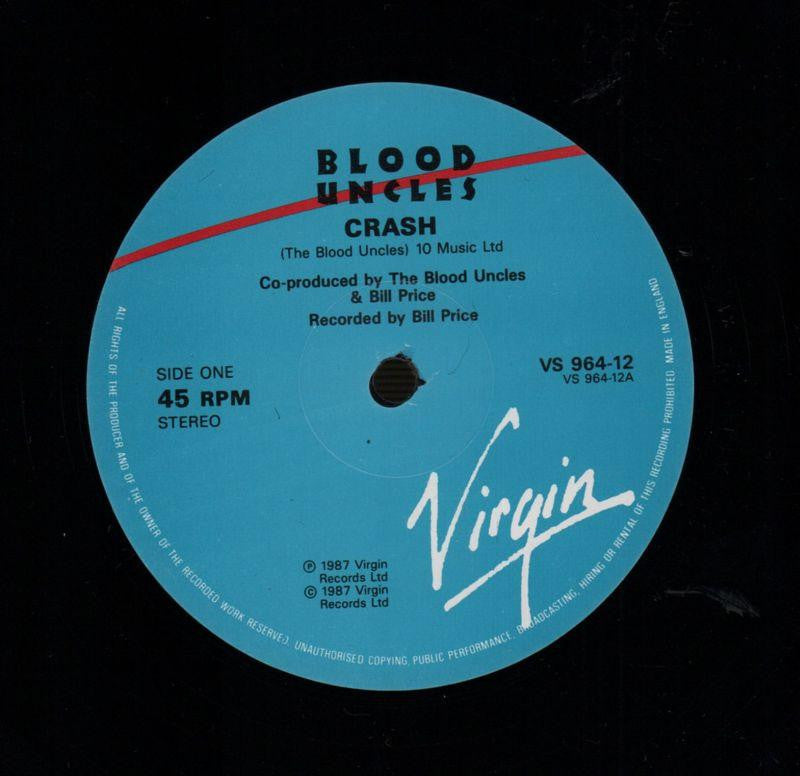 BLOOD
UNCLES
CRASH
(The Blood Uncles) 10 Music Ltd
Co-produced by The Blood Uncles
& Bill Price
Recorded by Bill Price
SIDE ONE
45 RPM
STEREO
VS 964-12
VS 964-12A
Virgin
℗ 1987 Virgin
Records Ltd
© 1987 Virgin
Records Ltd
ALL RIGHTS OF THE PRODUCER AND OF THE OWNER OF THE RECORDED WORK RESERVED. UNAUTHORISED COPYING, PUBLIC PERFORMANCE, BROADCASTING, HIRING OR RENTAL OF THIS RECORDING PROHIBITED MADE IN ENGLAND